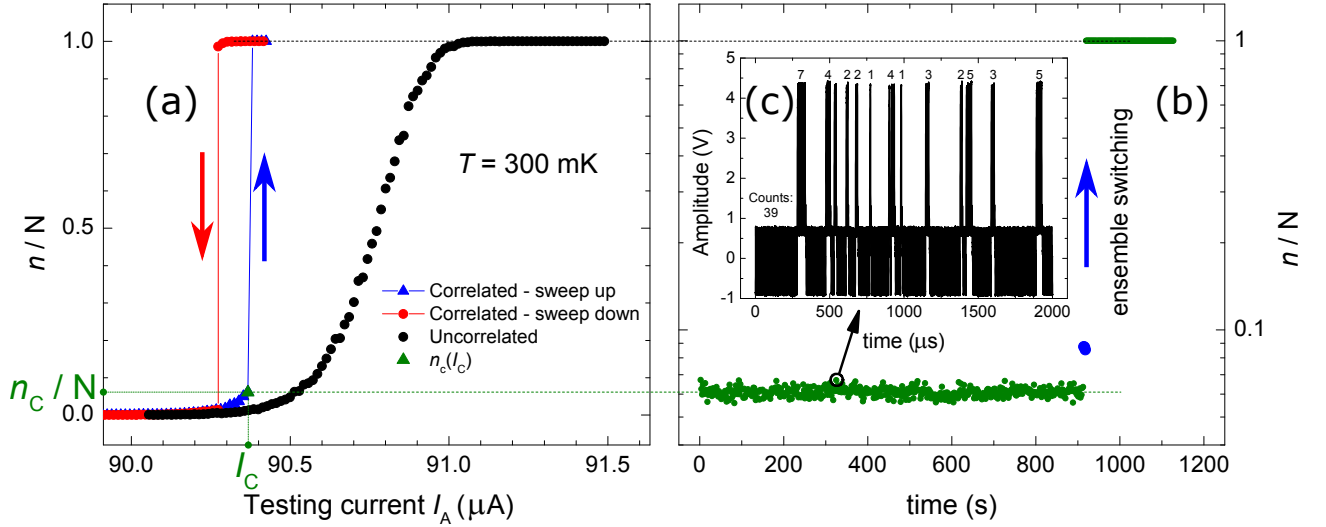 (a)
T = 300 mK
n / N
1.0
0.5
0.0
Correlated - sweep up
Correlated - sweep down
Uncorrelated
n_c(I_C)
n_C / N
90.0 90.5 91.0 91.5
I_C
Testing current I_A (μA)
(b)
(c)
7 4 2 2 1 4 1 3 2 5 3 5
Amplitude (V)
5
4
3
2
1
0
-1
Counts:
39
0 500 1000 1500 2000
time (μs)
ensemble switching
1
0.1
n / N
0 200 400 600 800 1000 1200
time (s)